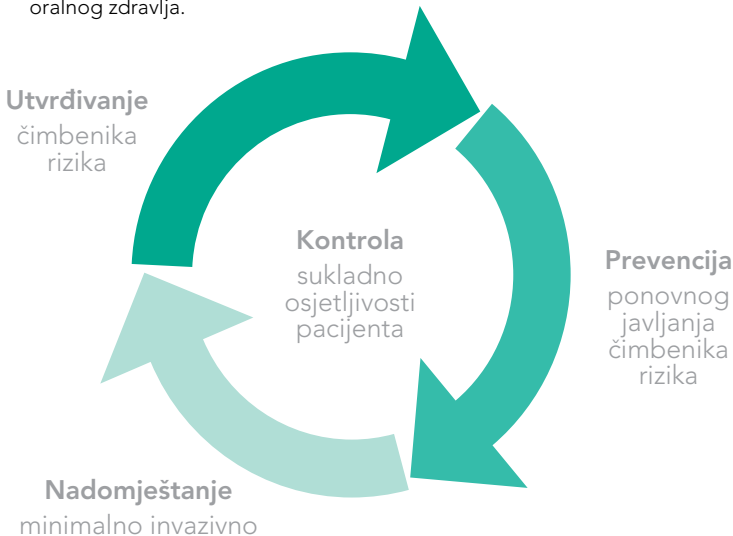 oralnog zdravlja.
Utvrđivanje
čimbenika
rizika
Kontrola
sukladno
osjetljivosti
pacijenta
Prevencija
ponovnog
javljanja
čimbenika
rizika
Nadomještanje
minimalno invazivno